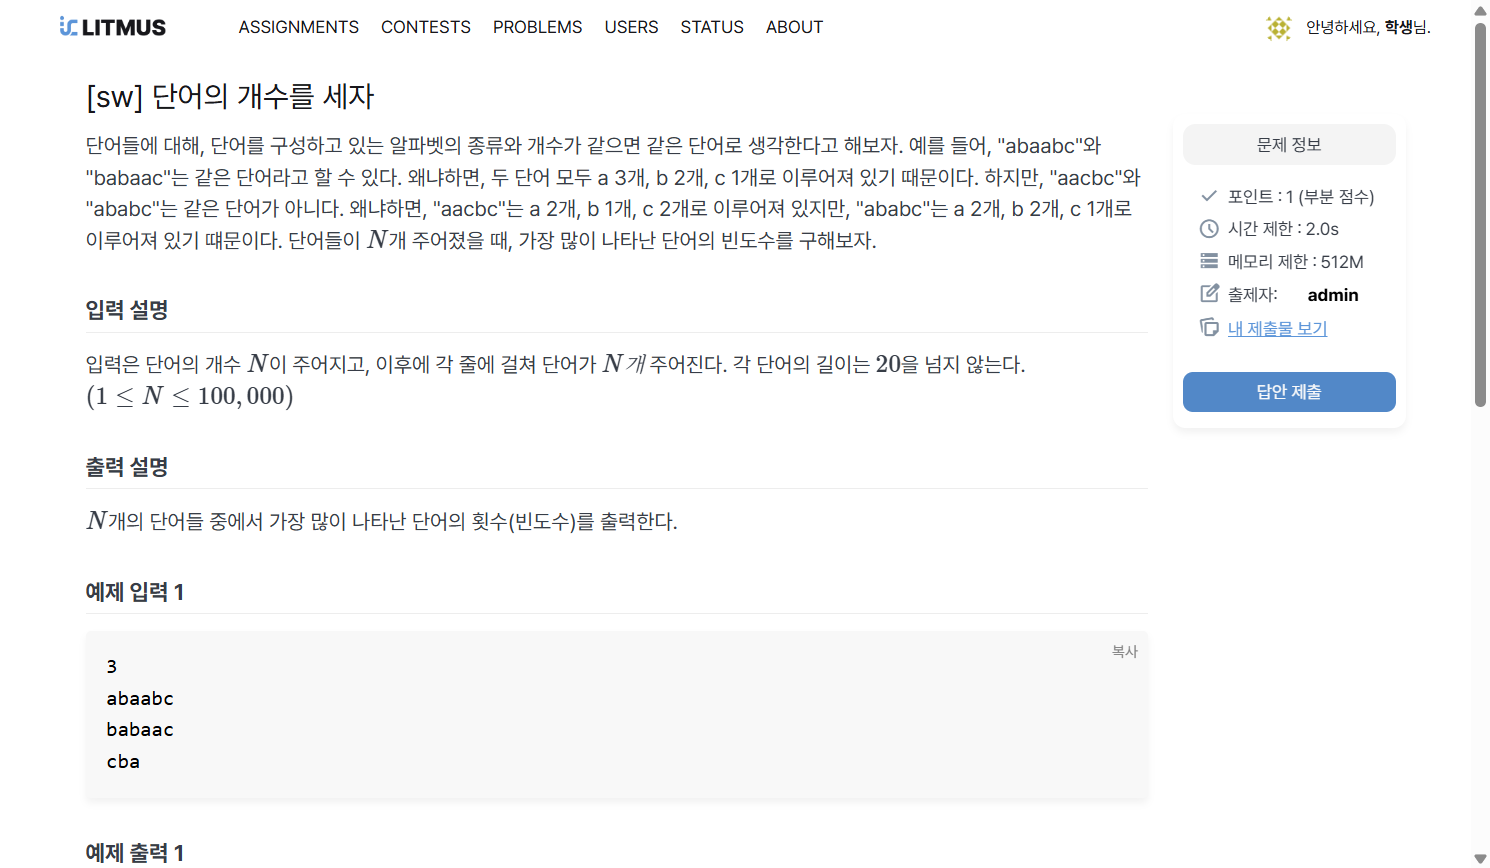 LITMUS ASSIGNMENTS CONTESTS PROBLEMS USERS STATUS ABOUT 안녕하세요, 학생님.
[sw] 단어의 개수를 세자
단어들에 대해, 단어를 구성하고 있는 알파벳의 종류와 개수가 같으면 같은 단어로 생각한다고 해보자. 예를 들어, "abaabc"와
"babaac"는 같은 단어라고 할 수 있다. 왜냐하면, 두 단어 모두 a 3개, b 2개, c 1개로 이루어져 있기 때문이다. 하지만, "aacbc"와
"ababc"는 같은 단어가 아니다. 왜냐하면, "aacbc"는 a 2개, b 1개, c 2개로 이루어져 있지만, "ababc"는 a 2개, b 2개, c 1개로
이루어져 있기 떄문이다. 단어들이 N개 주어졌을 때, 가장 많이 나타난 단어의 빈도수를 구해보자.
입력 설명
입력은 단어의 개수 N이 주어지고, 이후에 각 줄에 걸쳐 단어가 N개 주어진다. 각 단어의 길이는 20을 넘지 않는다.
(1 ≤ N ≤ 100,000)
출력 설명
N개의 단어들 중에서 가장 많이 나타난 단어의 횟수(빈도수)를 출력한다.
예제 입력 1
복사
3
abaabc
babaac
cba
예제 출력 1
문제 정보
포인트 : 1 (부분 점수)
시간 제한 : 2.0s
메모리 제한 : 512M
출제자: admin
내 제출물 보기
답안 제출